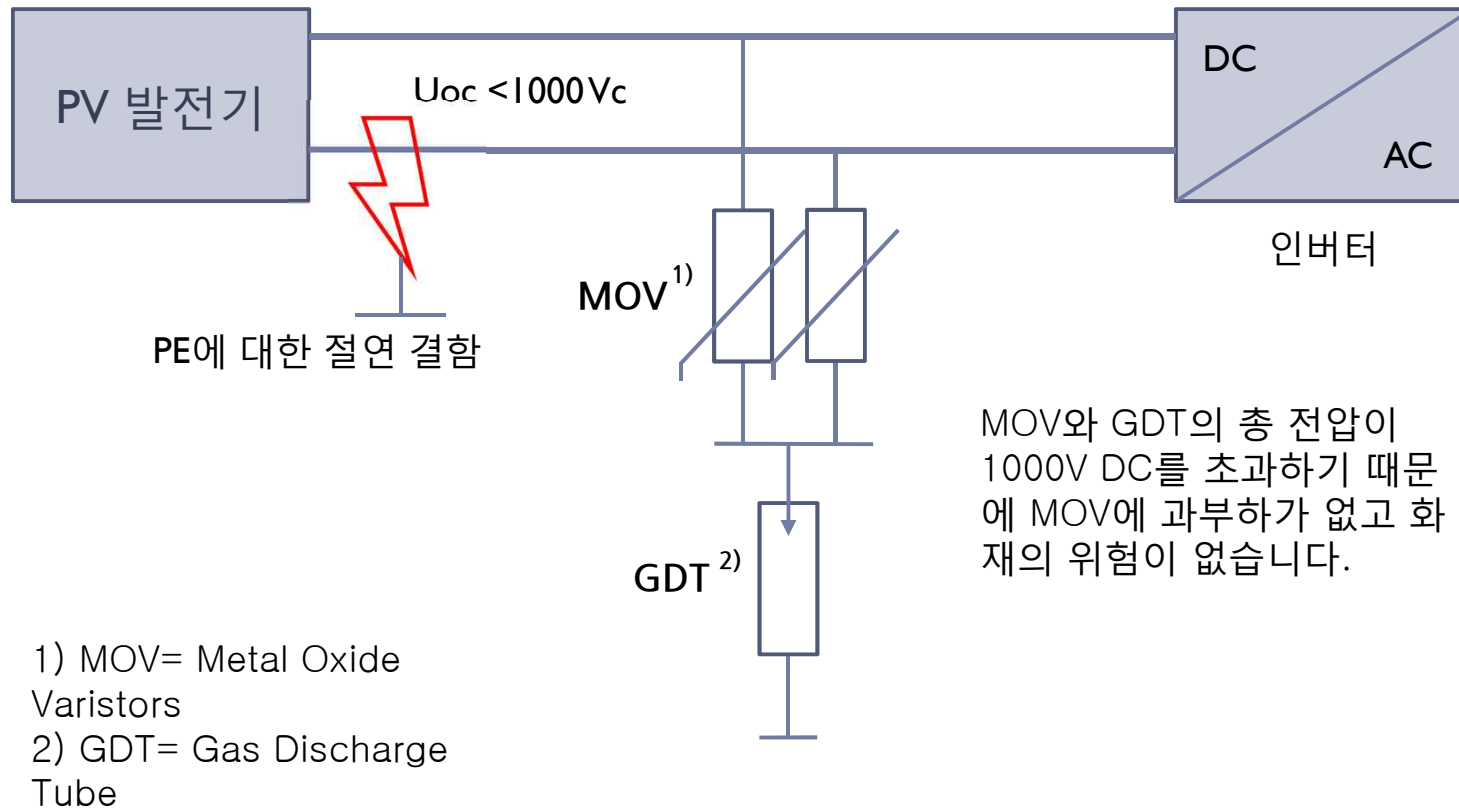 PV 발전기
Uoc <1000Vc
DC
AC
인버터
PE에 대한 절연 결함
MOV 1)
MOV와 GDT의 총 전압이
1000V DC를 초과하기 때문
에 MOV에 과부하가 없고 화
재의 위험이 없습니다.
GDT 2)
1) MOV= Metal Oxide
Varistors
2) GDT= Gas Discharge
Tube